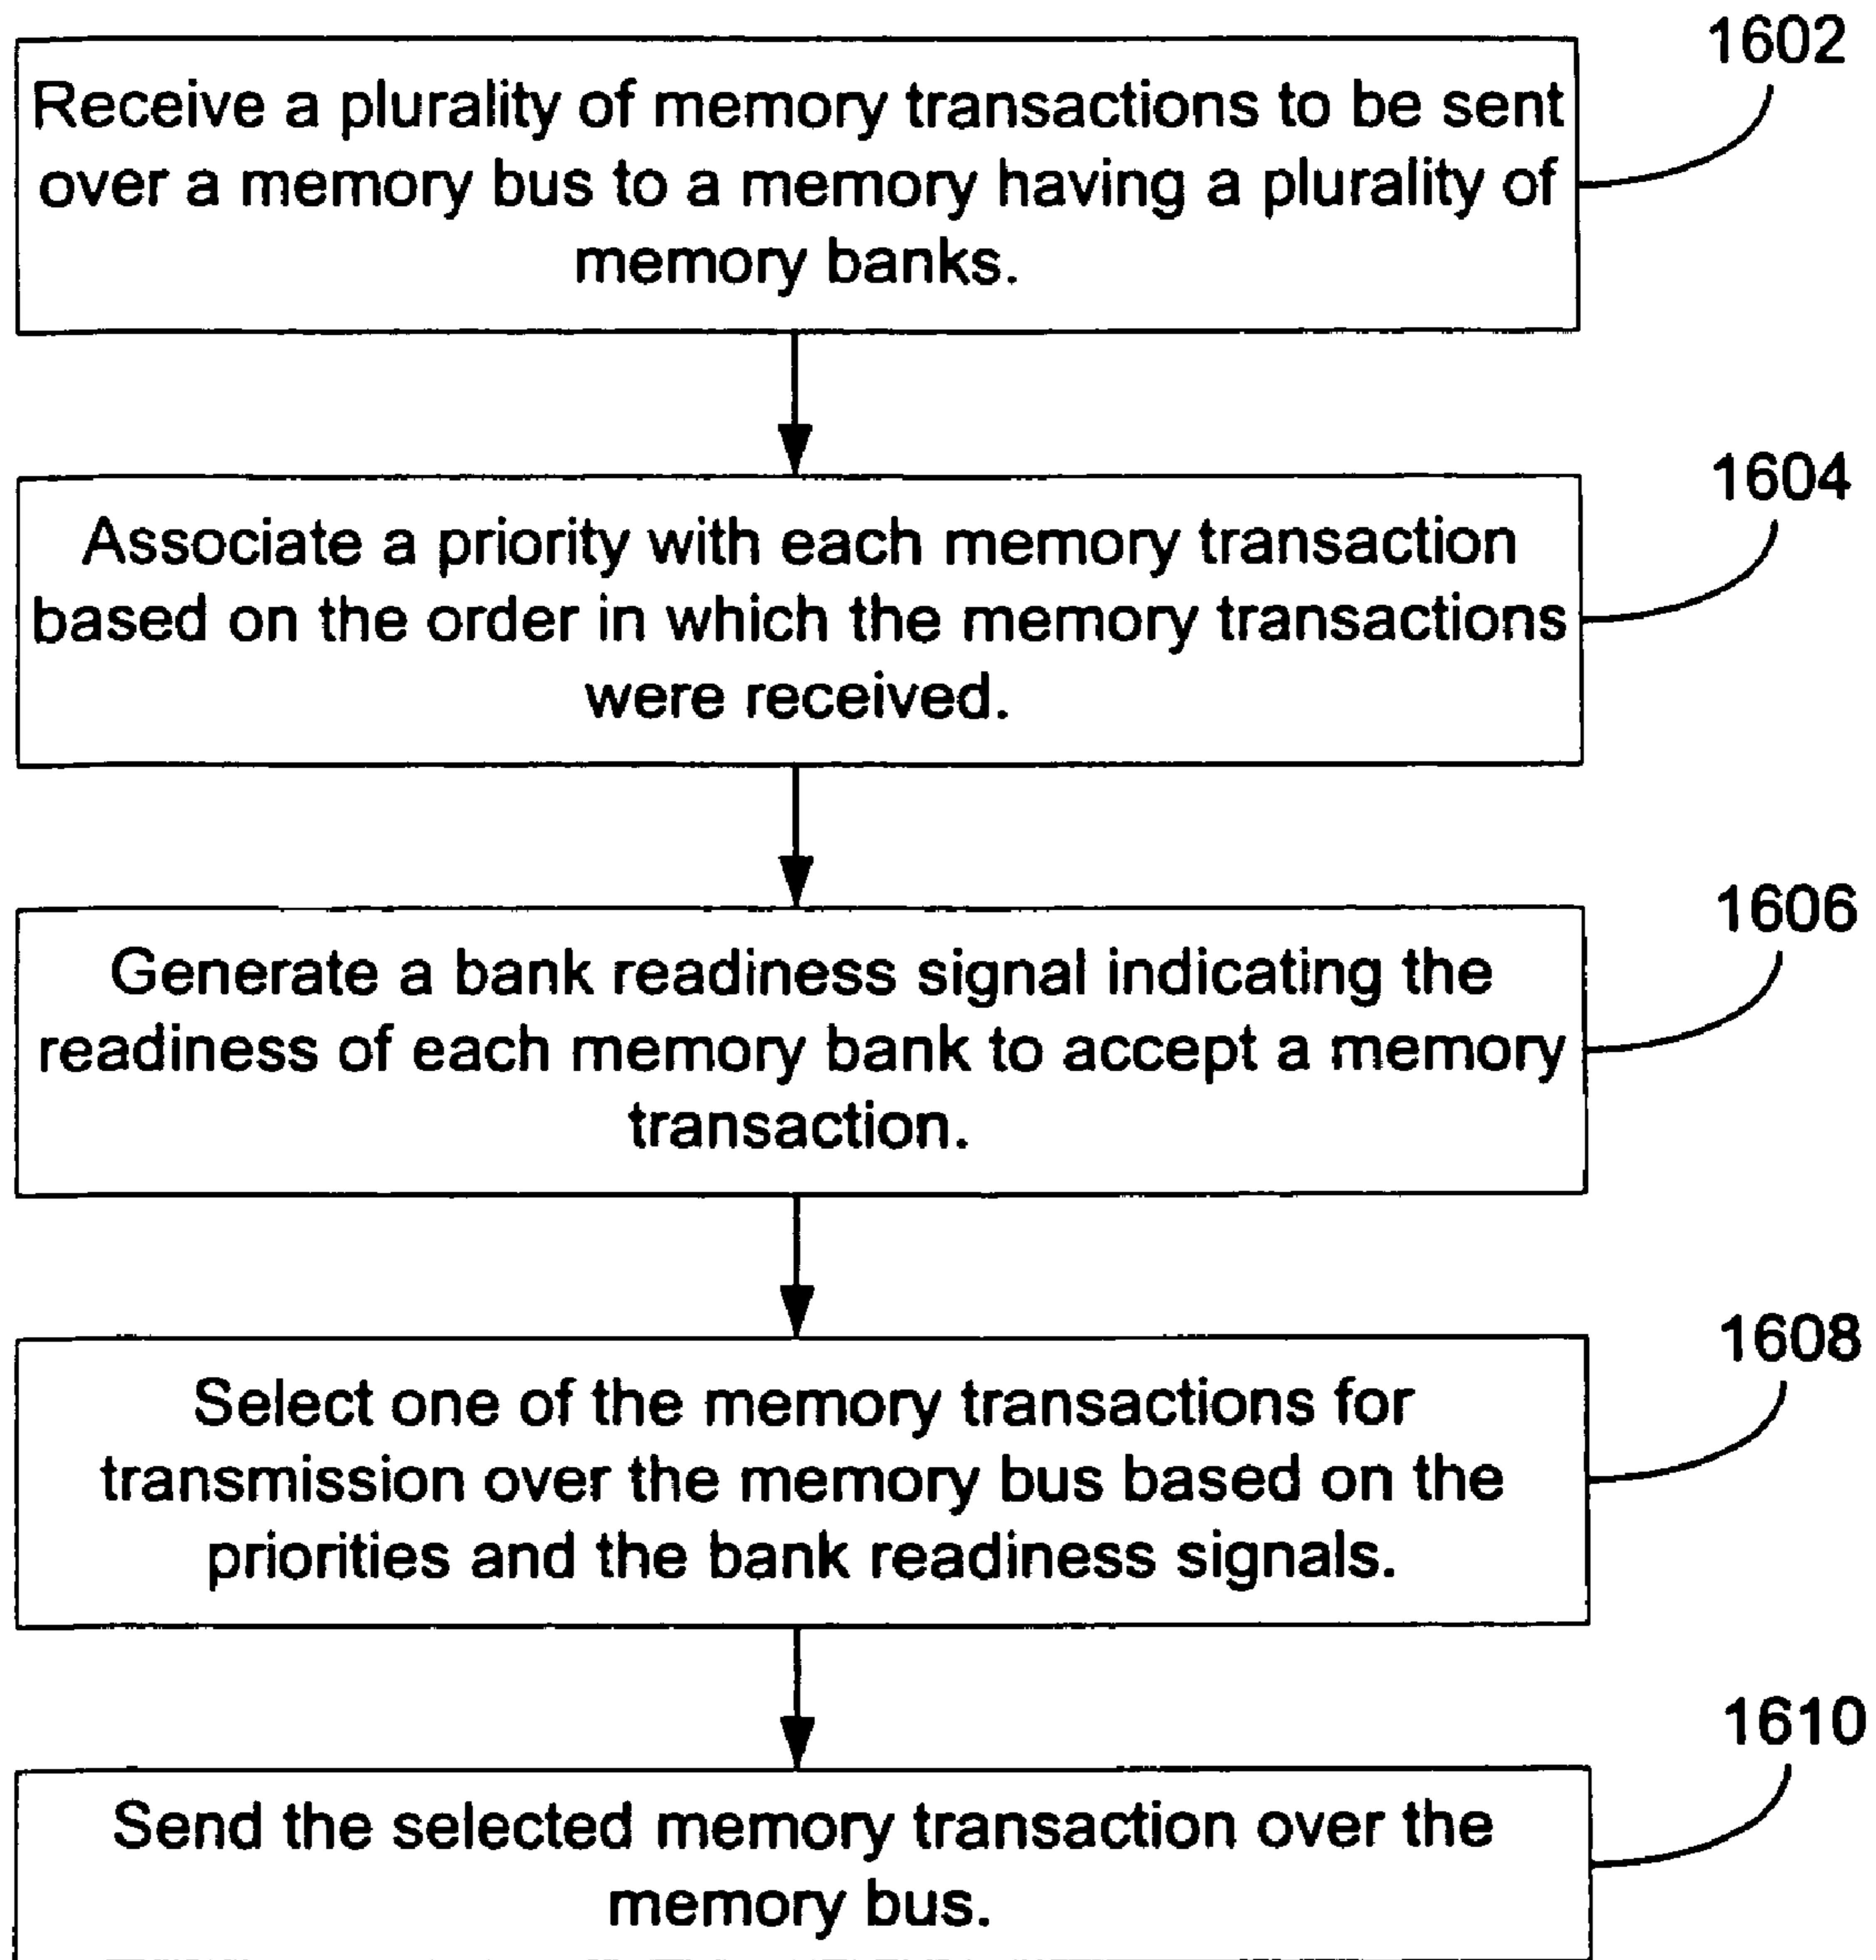 1602
Receive a plurality of memory transactions to be sent
over a memory bus to a memory having a plurality of
memory banks.
1604
Associate a priority with each memory transaction
based on the order in which the memory transactions
were received.
1606
Generate a bank readiness signal indicating the
readiness of each memory bank to accept a memory
transaction.
1608
Select one of the memory transactions for
transmission over the memory bus based on the
priorities and the bank readiness signals.
1610
Send the selected memory transaction over the
memory bus.